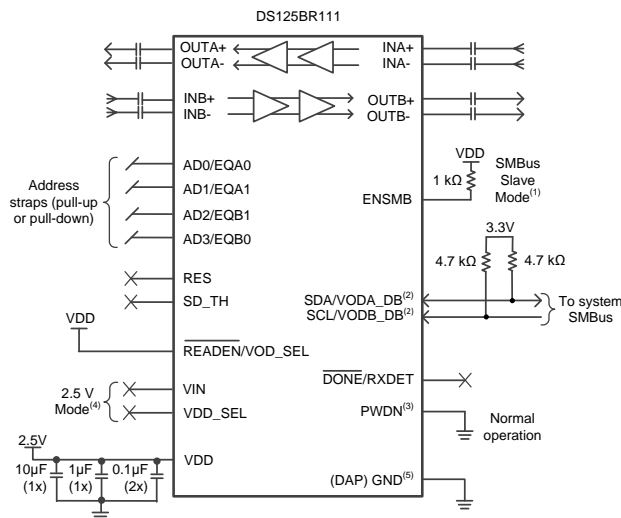 DS125BR111
OUTA+
OUTA-
INA+
INA-
INB+
INB-
OUTB+
OUTB-
Address
straps (pull-up
or pull-down)
AD0/EQA0
AD1/EQA1
AD2/EQB1
AD3/EQB0
VDD
1 kΩ
SMBus
Slave
Mode(1)
ENSMB
3.3V
4.7 kΩ
4.7 kΩ
RES
SD_TH
SDA/VODA_DB(2)
SCL/VODB_DB(2)
To system
SMBus
VDD
READEN/VOD_SEL
2.5 V
Mode(4)
VIN
VDD_SEL
DONE/RXDET
PWDN(3)
Normal
operation
2.5V
VDD
10µF
(1x)
1µF
(1x)
0.1µF
(2x)
(DAP) GND(5)